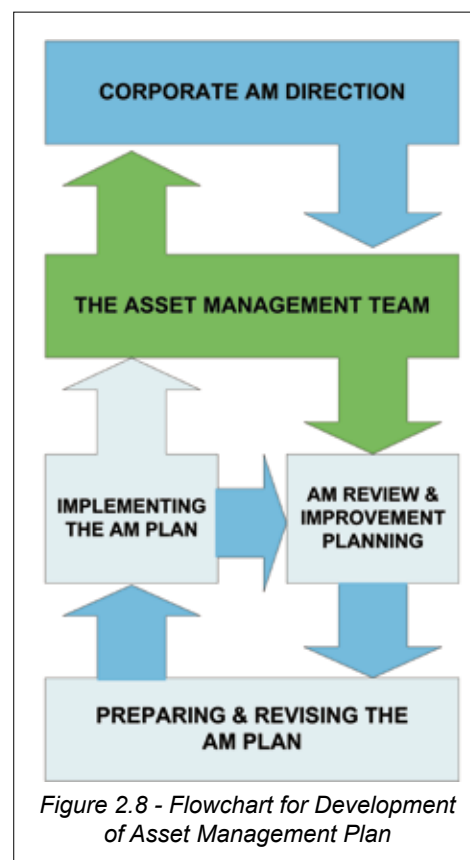 CORPORATE AM DIRECTION
THE ASSET MANAGEMENT TEAM
IMPLEMENTING
THE AM PLAN
AM REVIEW &
IMPROVEMENT
PLANNING
PREPARING & REVISING THE
AM PLAN
Figure 2.8 - Flowchart for Development
of Asset Management Plan